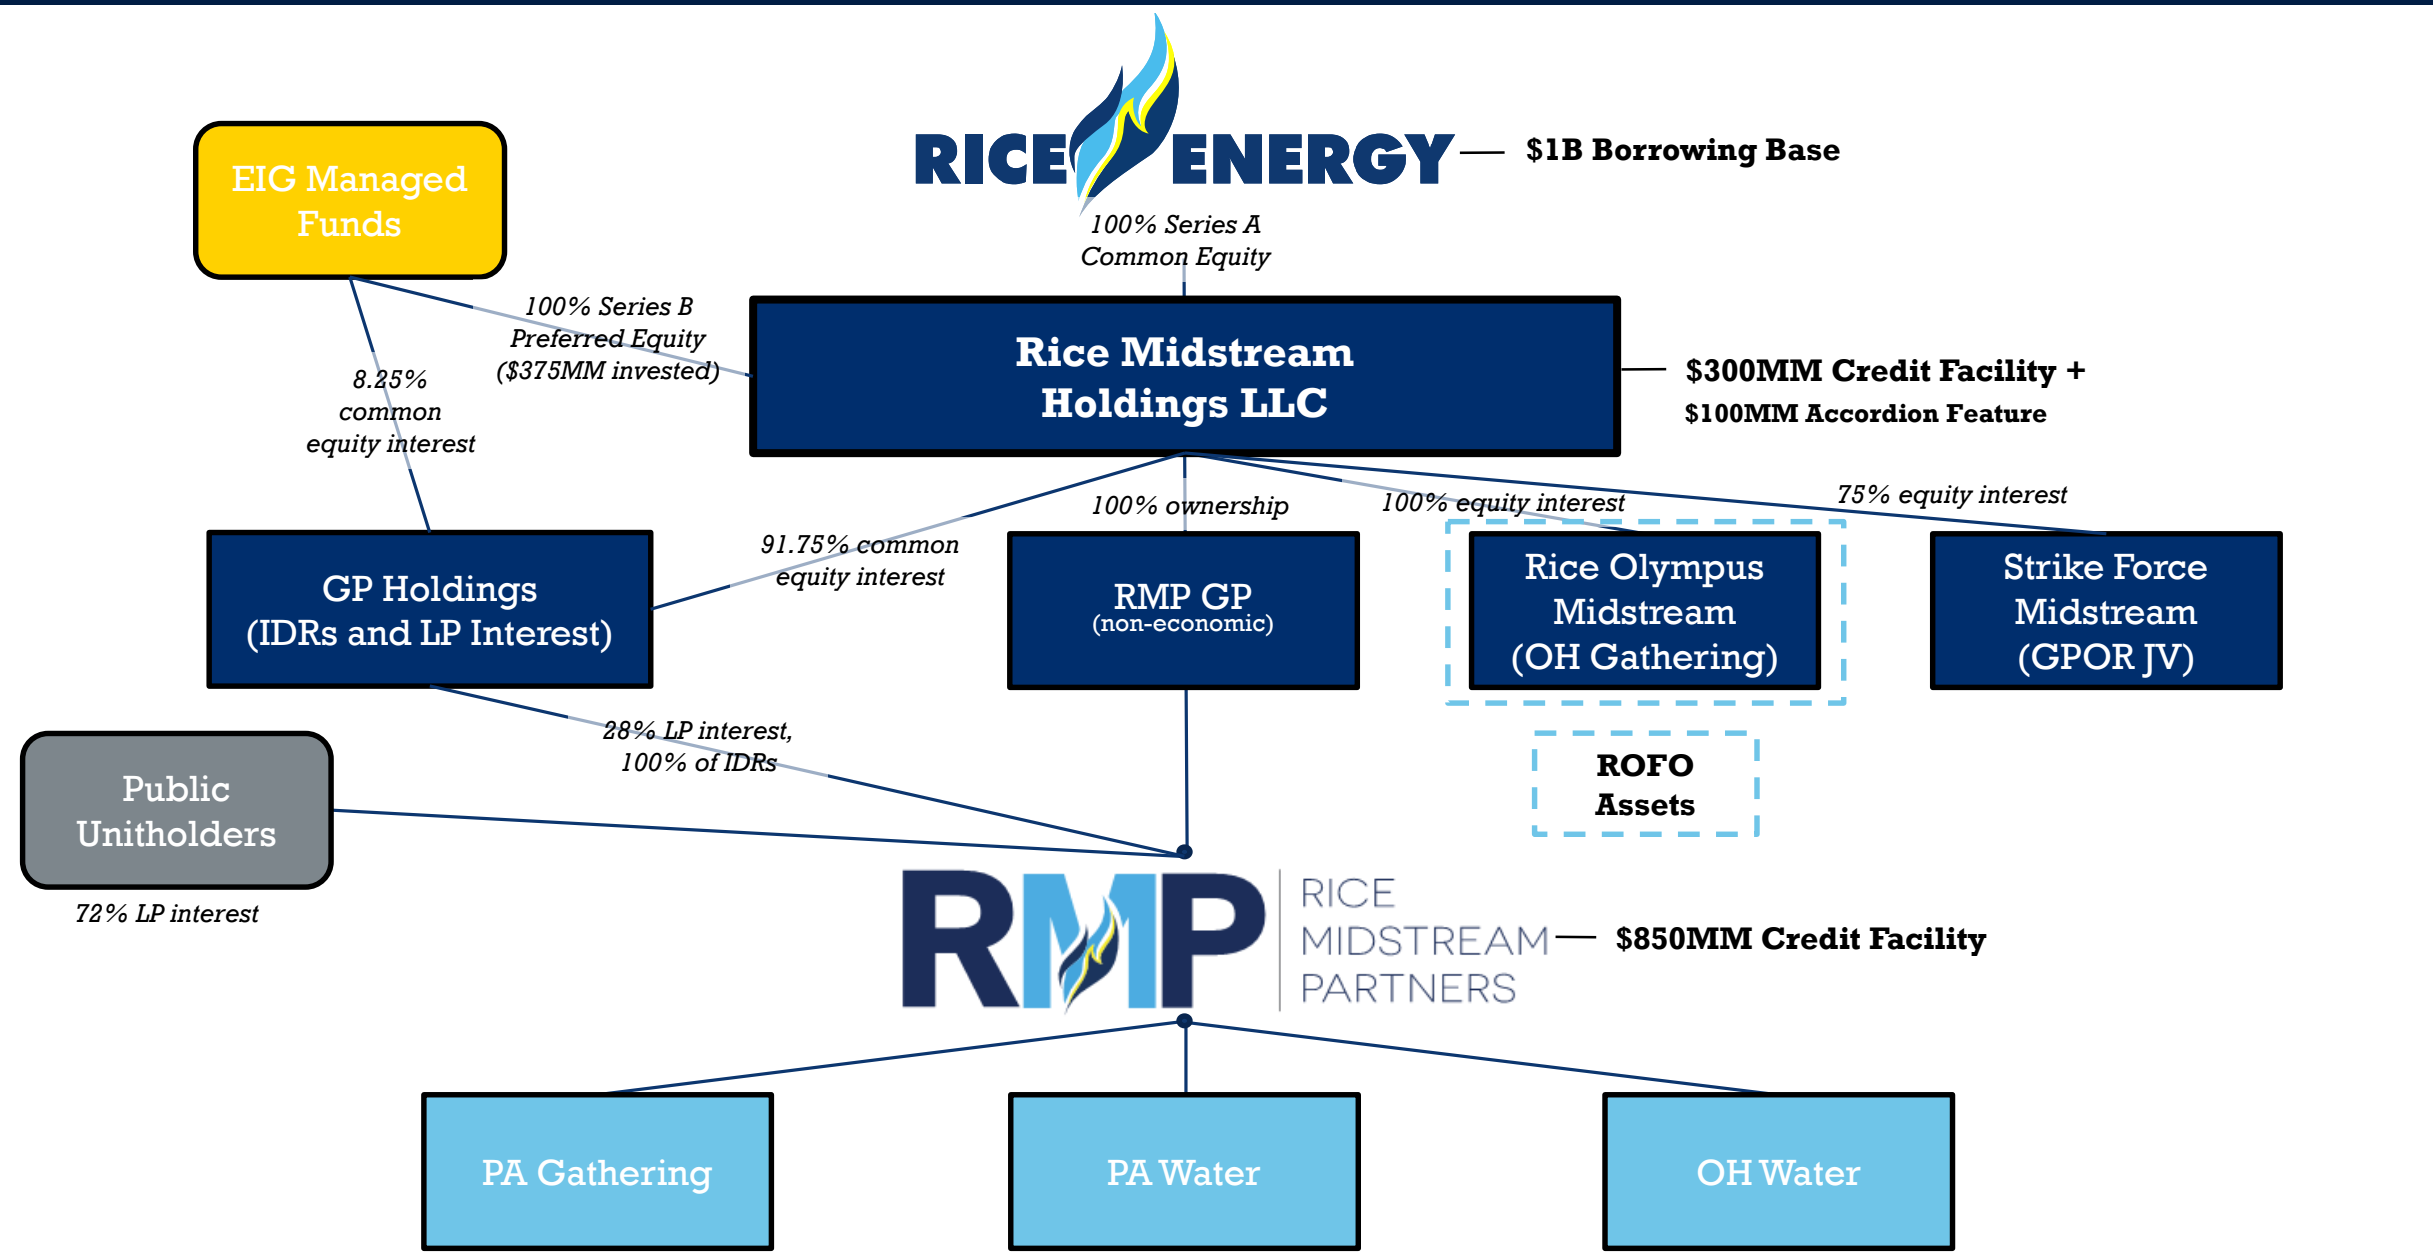 RICE ENERGY
$1B Borrowing Base
EIG Managed
Funds
100% Series A
Common Equity
100% Series B
Preferred Equity
($375MM invested)
Rice Midstream
Holdings LLC
$300MM Credit Facility +
$100MM Accordion Feature
8.25%
common
equity interest
91.75% common
equity interest
100% ownership
100% equity interest
75% equity interest
GP Holdings
(IDRs and LP Interest)
RMP GP
(non-economic)
Rice Olympus
Midstream
(OH Gathering)
Strike Force
Midstream
(GPOR JV)
28% LP interest,
100% of IDRs
ROFO
Assets
Public
Unitholders
72% LP interest
RMP
RICE
MIDSTREAM
PARTNERS
$850MM Credit Facility
PA Gathering
PA Water
OH Water